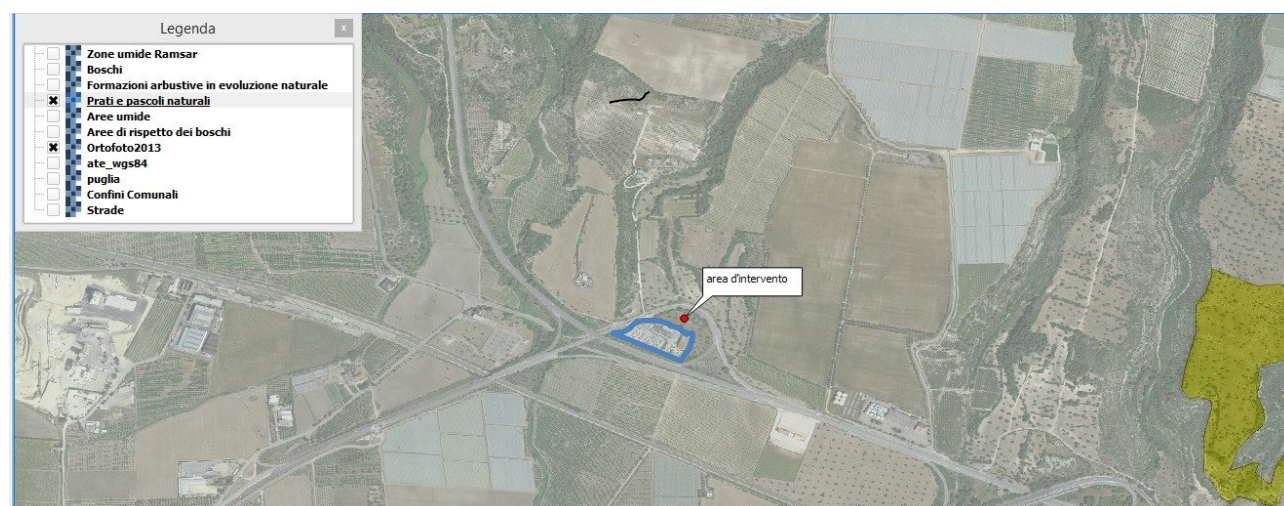 Legenda
x
Zone umide Ramsar
Boschi
Formazioni arbustive in evoluzione naturale
Prati e pascoli naturali
Aree umide
Aree di rispetto dei boschi
Ortofoto2013
ate_wgs84
puglia
Confini Comunali
Strade
area d'intervento